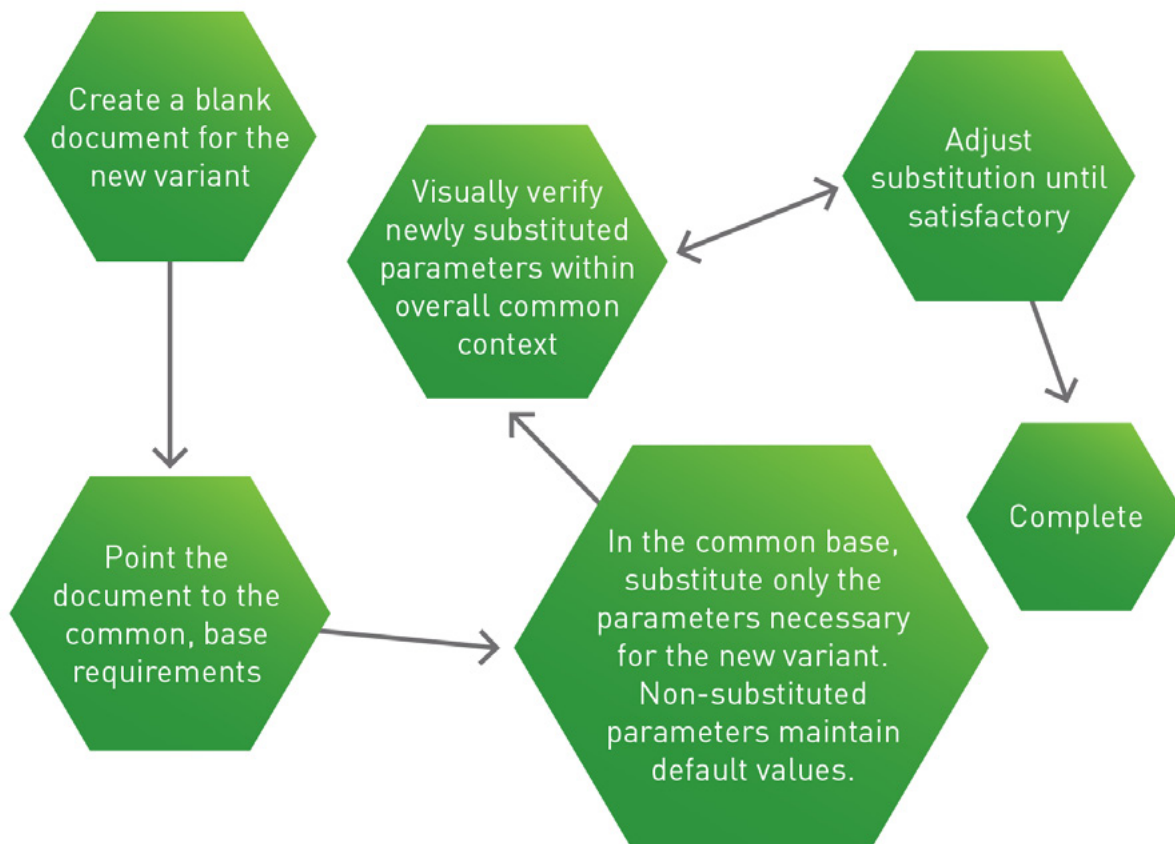 Create a blank
document for the
new variant
Point the
document to the
common, base
requirements
In the common base,
substitute only the
parameters necessary
for the new variant.
Non-substituted
parameters maintain
default values.
Visually verify
newly substituted
parameters within
overall common
context
Adjust
substitution until
satisfactory
Complete